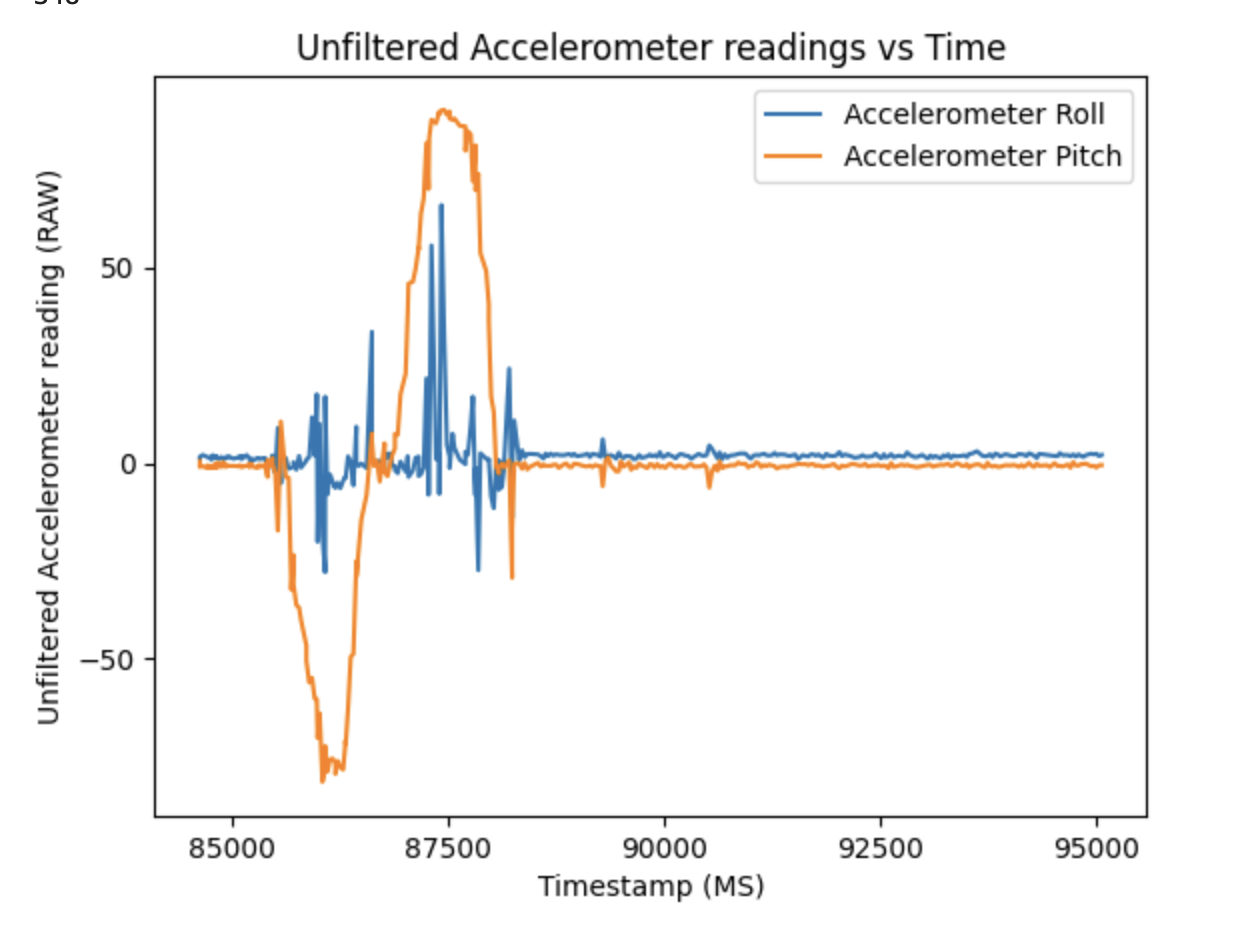 Unfiltered Accelerometer readings vs Time
Accelerometer Roll
Accelerometer Pitch
Unfiltered Accelerometer reading (RAW)
50
0
−50
85000
87500
90000
92500
95000
Timestamp (MS)